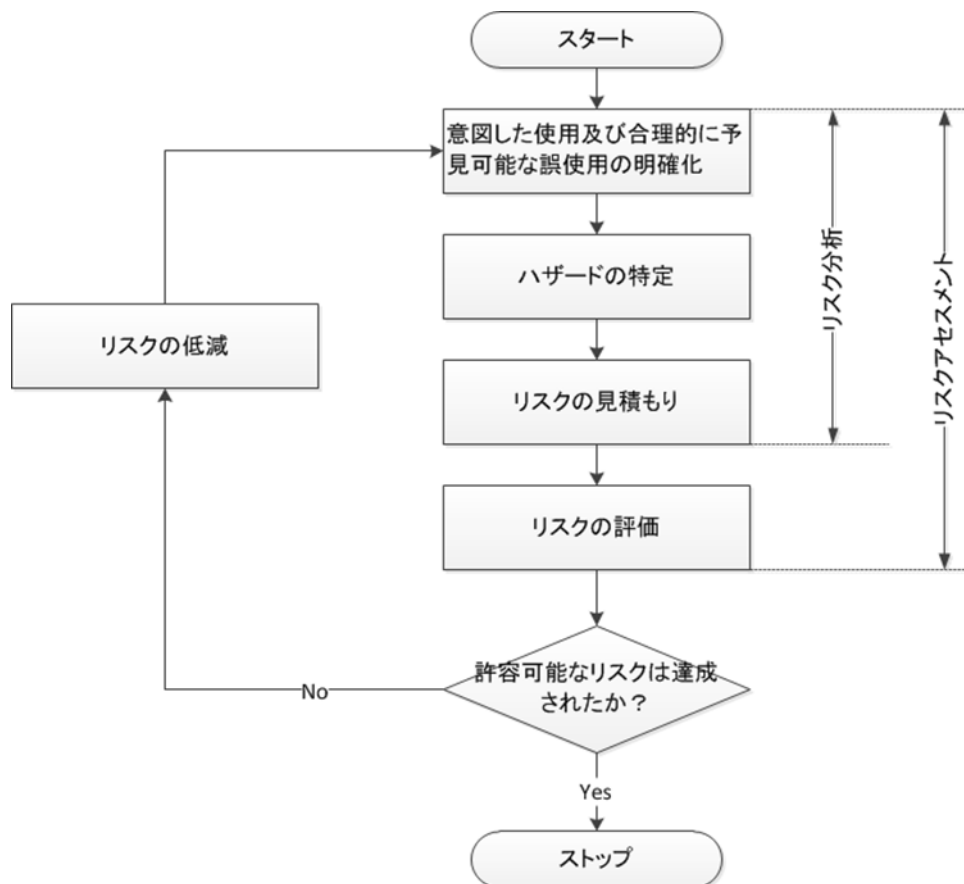 スタート
意図した使用及び合理的に予
見可能な誤使用の明確化
ハザードの特定
リスクの低減
リスクの見積もり
リスクの評価
リスク分析
リスクアセスメント
許容可能なリスクは達成
されたか？
No
Yes
ストップ